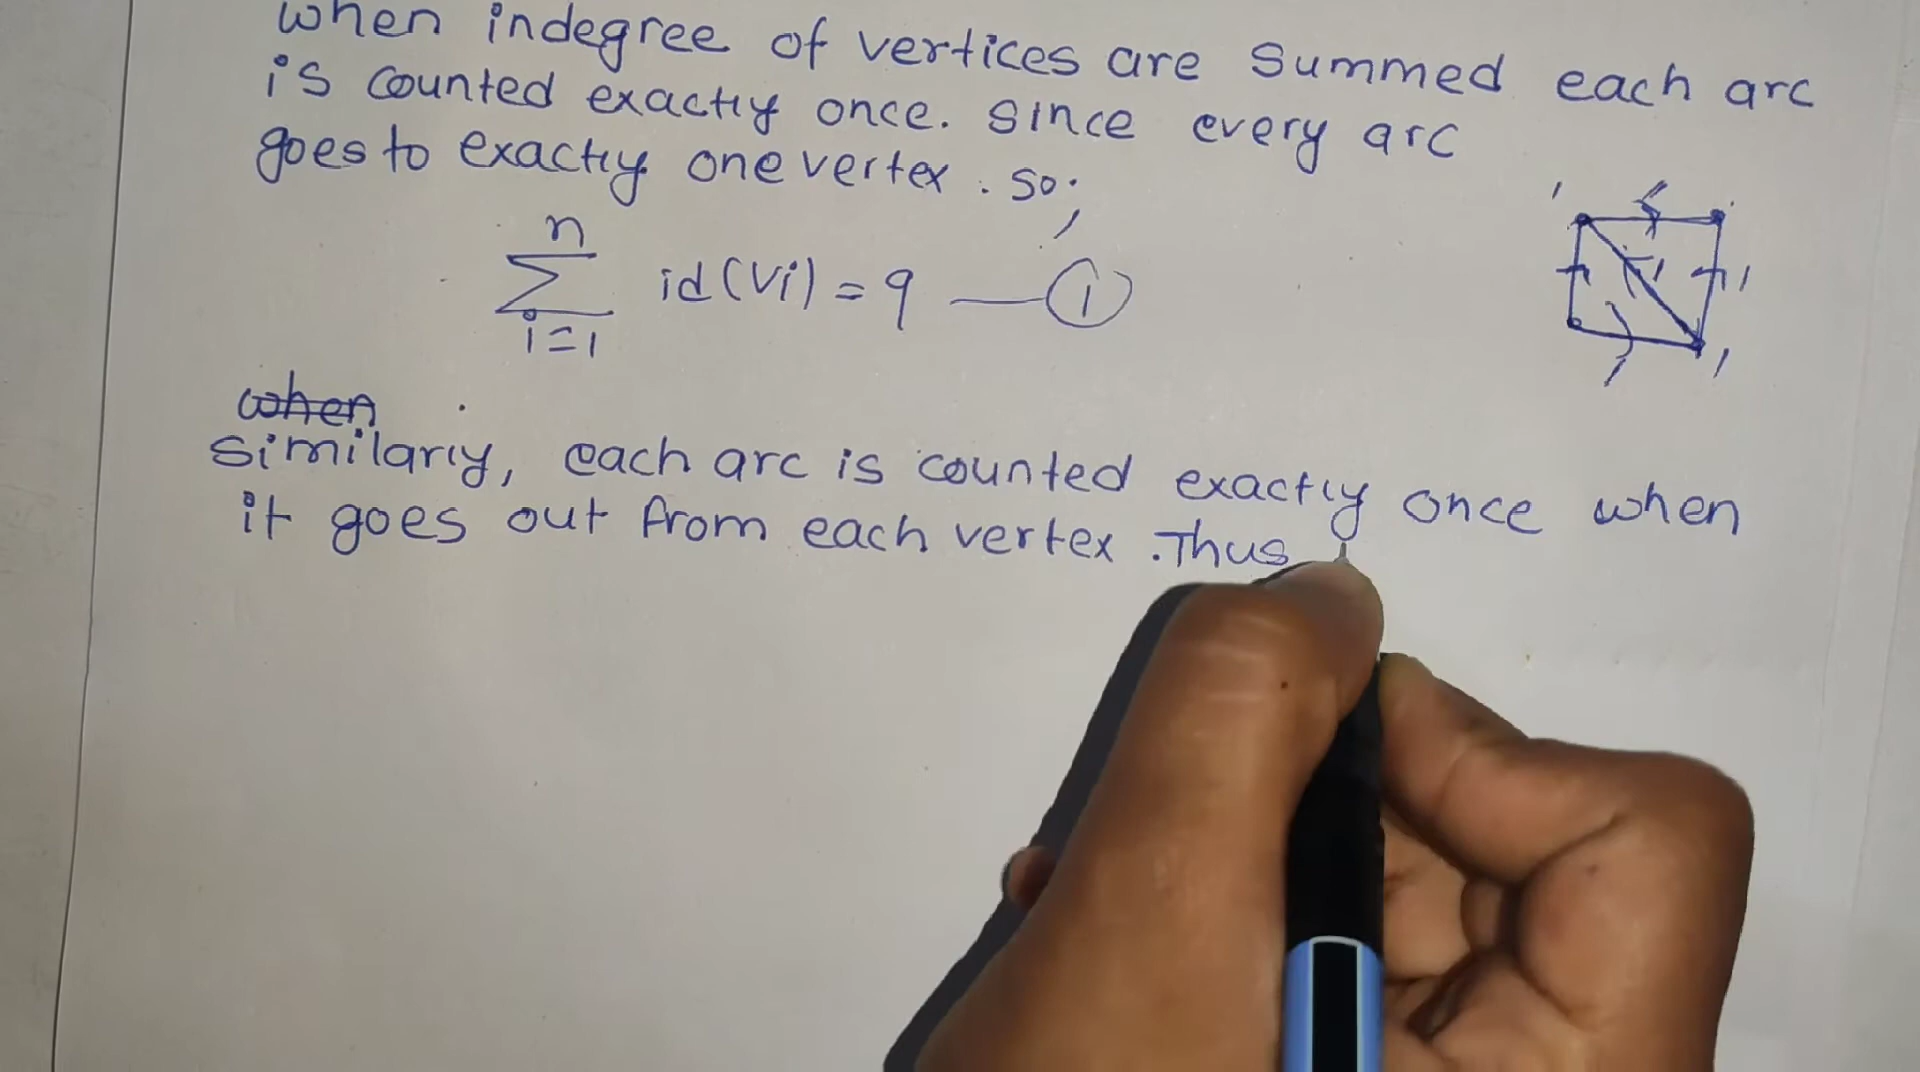 when indegree of vertices are summed each arc
is counted exactly once. since every arc
goes to exactly one vertex. so;
n
∑ id(vi) = q — ①
i=1
when
similarly, each arc is counted exactly once when
it goes out from each vertex. Thus